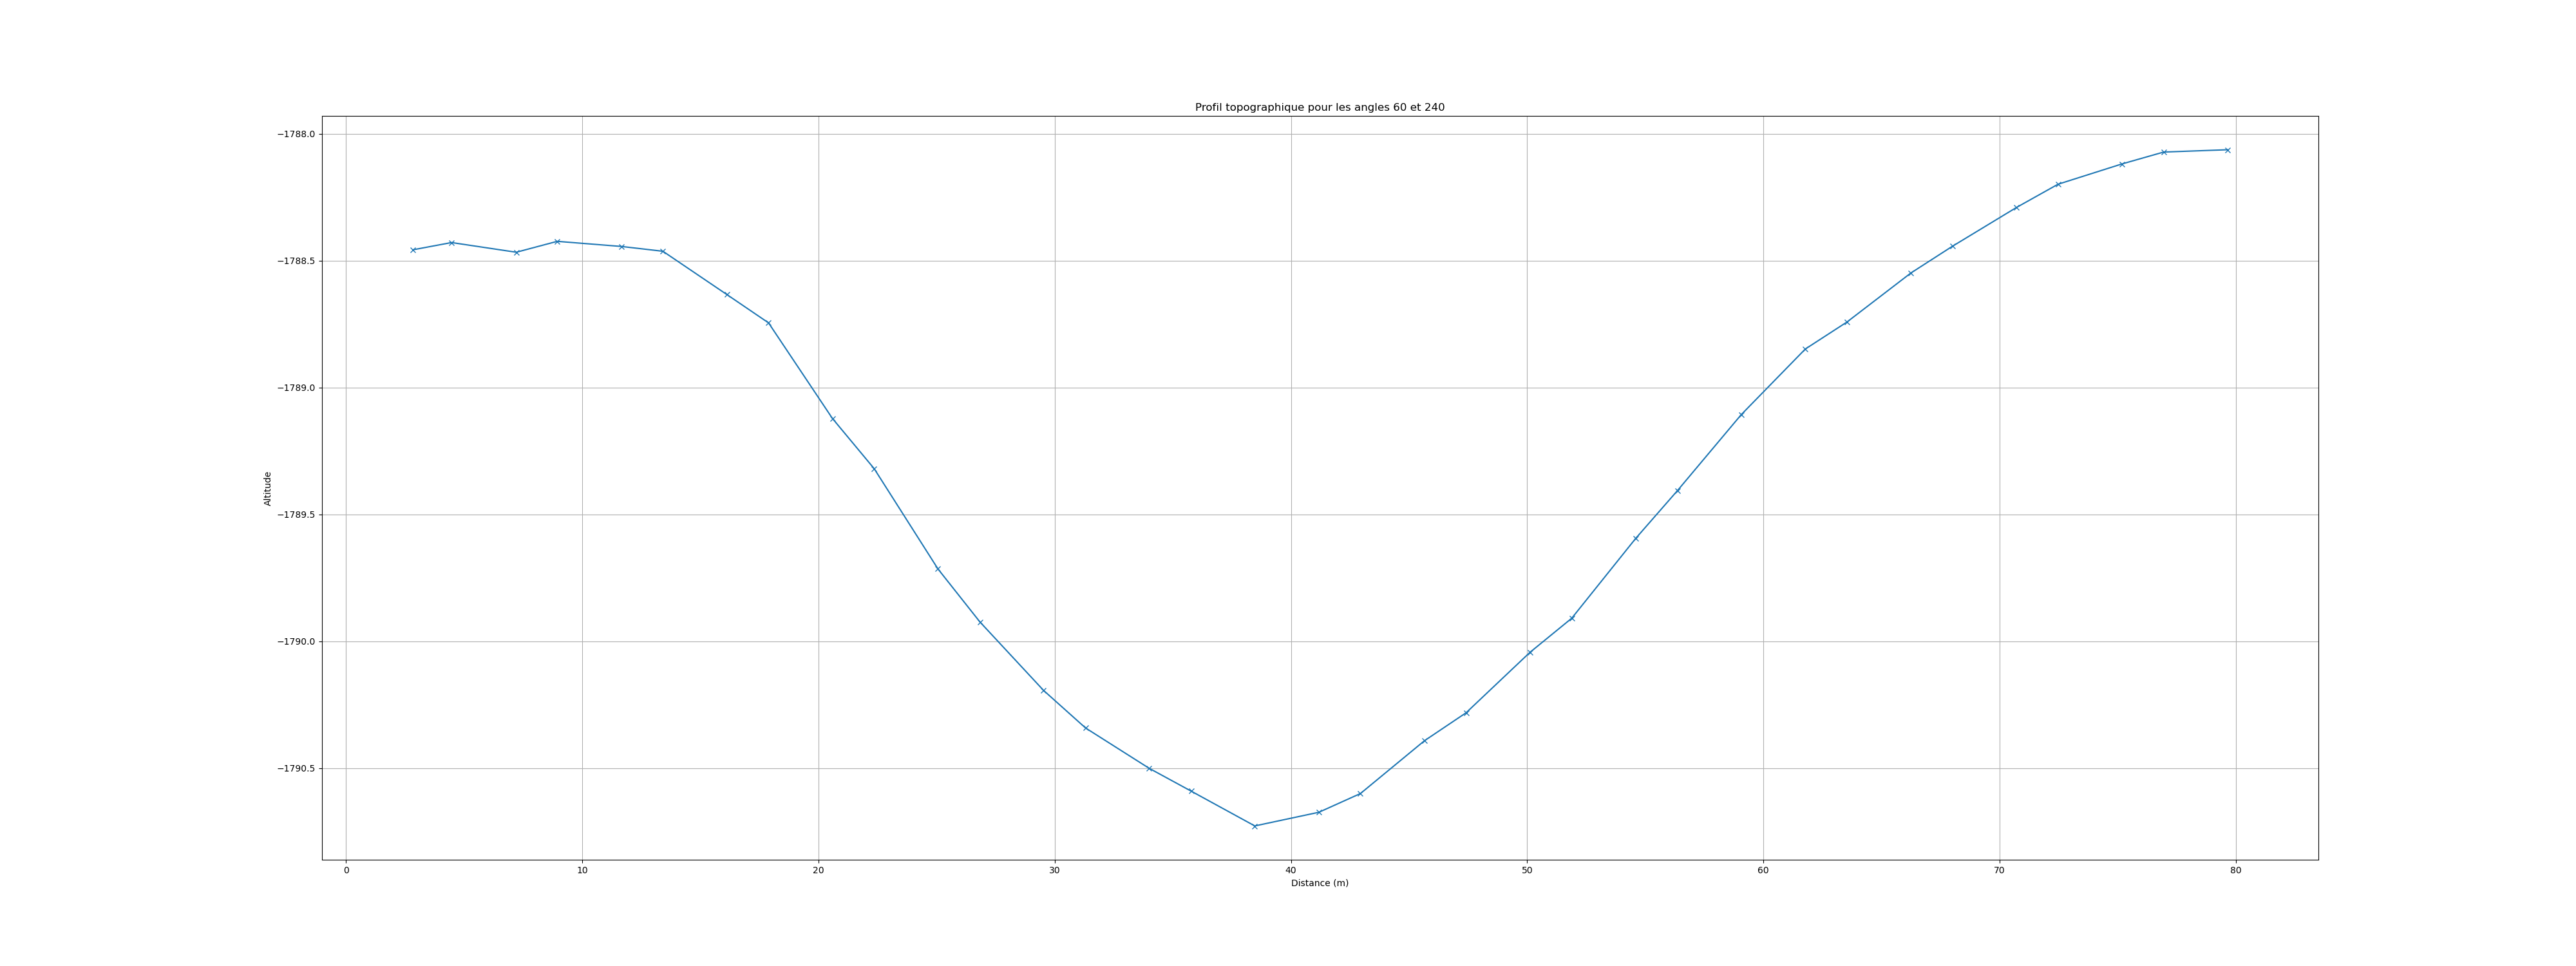 Profil topographique pour les angles 60 et 240
Altitude
−1788.0
−1788.5
−1789.0
−1789.5
−1790.0
−1790.5
0 10 20 30 40 50 60 70 80
Distance (m)